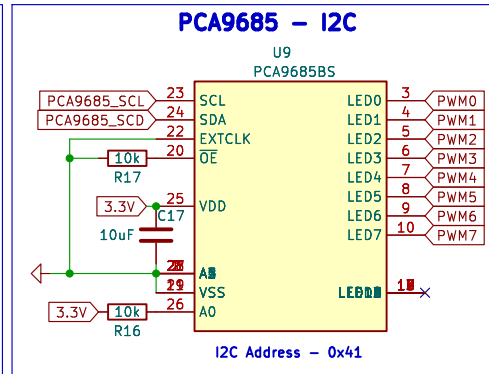 PCA9685 - I2C
U9
PCA9685BS
PCA9685_SCL 23 SCL LED0 3 PWM0
PCA9685_SCD 24 SDA LED1 4 PWM1
22 EXTCLK LED2 5 PWM2
10k 20 OE LED3 6 PWM3
R17 LED4 7 PWM4
3.3V 25 VDD LED5 8 PWM5
C17 LED6 9 PWM6
10uF LED7 10 PWM7
VSS
3.3V 10k 26 A0
R16
I2C Address - 0x41